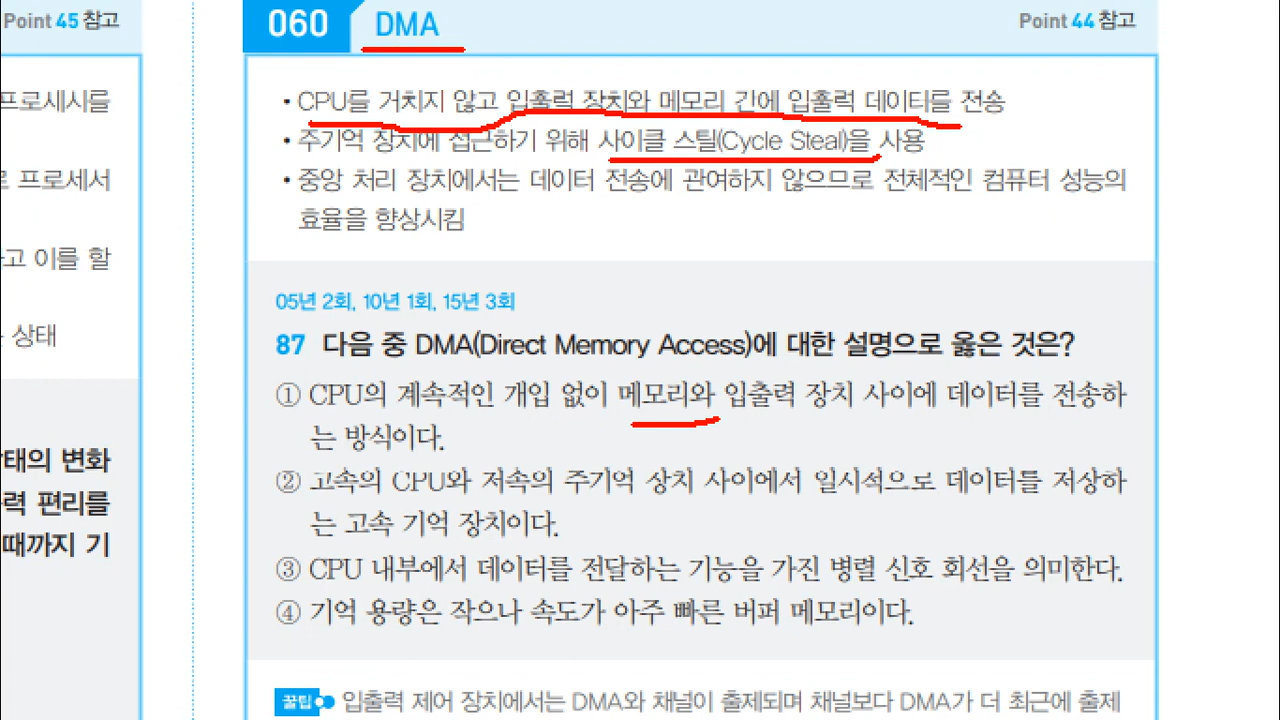 Point 45 참고
프로세시를
프로세서
고 이를 할
상태
태의 변화
력 편리를
때까지 기
060 DMA Point 44 참고
• CPU를 거치지 않고 입출력 장치와 메모리 간에 입출력 데이터를 전송
• 주기억 장치에 접근하기 위해 사이클 스틸(Cycle Steal)을 사용
• 중앙 처리 장치에서는 데이터 전송에 관여하지 않으므로 전체적인 컴퓨터 성능의
효율을 향상시킴
05년 2회, 10년 1회, 15년 3회
87 다음 중 DMA(Direct Memory Access)에 대한 설명으로 옳은 것은?
① CPU의 계속적인 개입 없이 메모리와 입출력 장치 사이에 데이터를 전송하
는 방식이다.
② 고속의 CPU와 저속의 주기억 장치 사이에서 일시적으로 데이터를 저장하
는 고속 기억 장치이다.
③ CPU 내부에서 데이터를 전달하는 기능을 가진 병렬 신호 회선을 의미한다.
④ 기억 용량은 작으나 속도가 아주 빠른 버퍼 메모리이다.
꿀팁 입출력 제어 장치에서는 DMA와 채널이 출제되며 채널보다 DMA가 더 최근에 출제